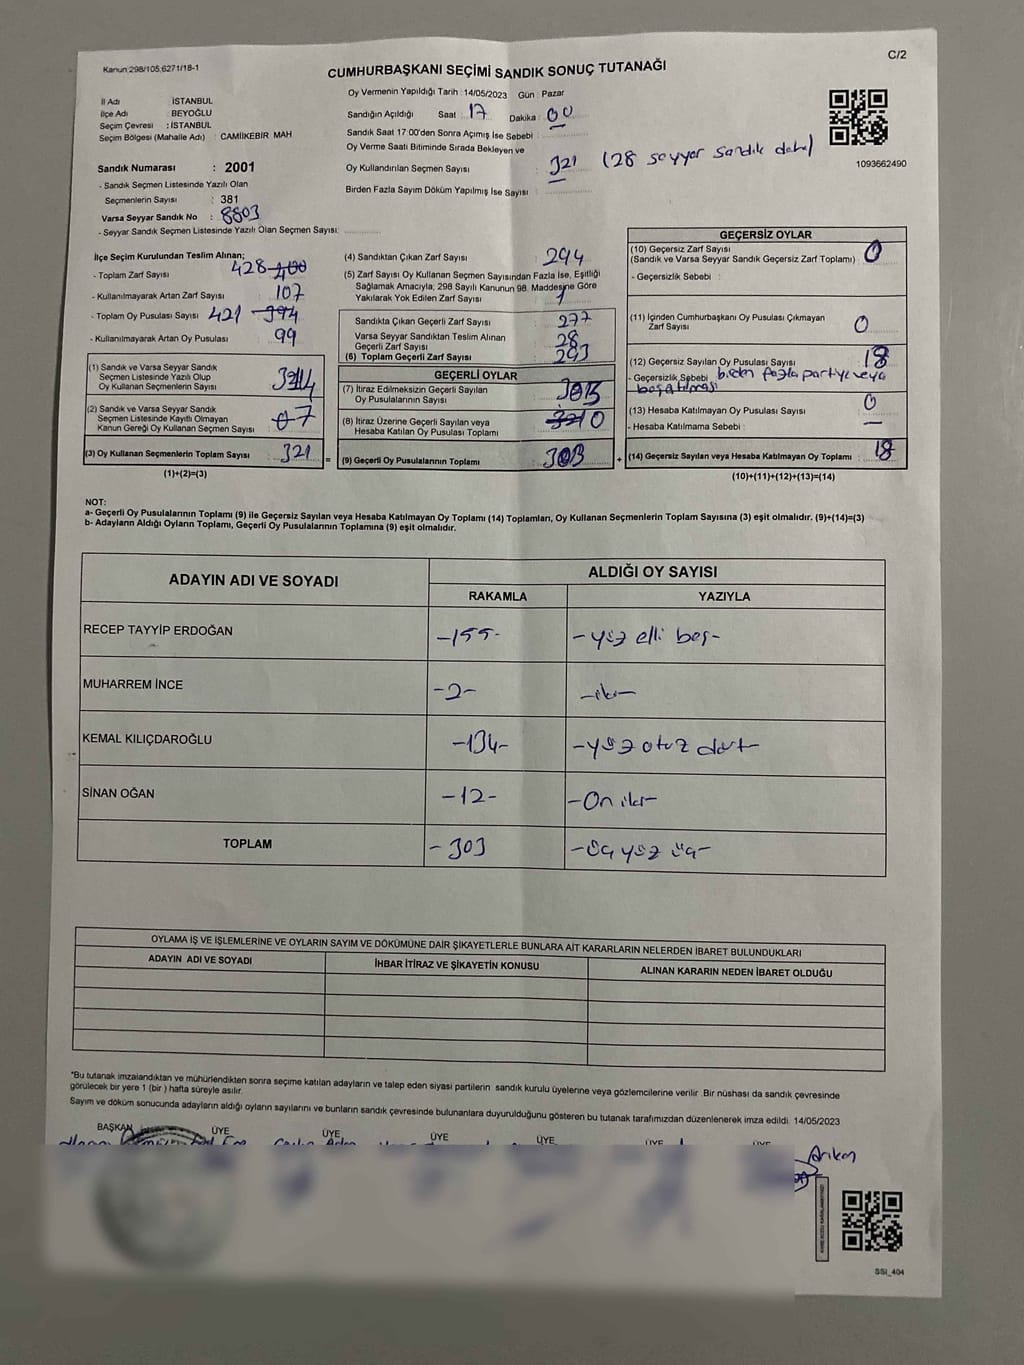 Kanun:298/105,6271/18-1
C/2
CUMHURBAŞKANI SEÇİMİ SANDIK SONUÇ TUTANAĞI
İl Adı : İSTANBUL
İlçe Adı : BEYOĞLU
Seçim Çevresi : İSTANBUL
Seçim Bölgesi (Mahalle Adı) : CAMİİKEBİR MAH
Sandık Numarası : 2001
- Sandık Seçmen Listesinde Yazılı Olan
Seçmenlerin Sayısı : 381
Varsa Seyyar Sandık No : 8803
- Seyyar Sandık Seçmen Listesinde Yazılı Olan Seçmen Sayısı:
Oy Vermenin Yapıldığı Tarih : 14/05/2023 Gün : Pazar
Sandığın Açıldığı Saat 17 Dakika : 00
Sandık Saat 17:00'den Sonra Açımış İse Sebebi :
Oy Verme Saati Bitiminde Sırada Bekleyen ve
Oy Kullandırılan Seçmen Sayısı : 321 (28 seyyar sandık dahal)
Birden Fazla Sayım Döküm Yapılmış İse Sayısı :
1093662490
İlçe Seçim Kurulundan Teslim Alınan;
- Toplam Zarf Sayısı 428 400
- Kullanılmayarak Artan Zarf Sayısı : 107
- Toplam Oy Pusulası Sayısı 421 394
- Kullanılmayarak Artan Oy Pusulası : 99
(1) Sandık ve Varsa Seyyar Sandık
Seçmen Listesinde Yazılı Olup
Oy Kullanan Seçmenlerin Sayısı : 314
(2) Sandık ve Varsa Seyyar Sandık
Seçmen Listesinde Kayıtlı Olmayan
Kanun Gereği Oy Kullanan Seçmen Sayısı : 07
(3) Oy Kullanan Seçmenlerin Toplam Sayısı : 321 =
(1)+(2)=(3)
(4) Sandıktan Çıkan Zarf Sayısı : 294
(5) Zarf Sayısı Oy Kullanan Seçmen Sayısından Fazla İse, Eşitliği
Sağlamak Amacıyla, 298 Sayılı Kanunun 98. Maddesine Göre
Yakılarak Yok Edilen Zarf Sayısı : 1
Sandıkta Çıkan Geçerli Zarf Sayısı : 277
Varsa Seyyar Sandıktan Teslim Alınan
Geçerli Zarf Sayısı : 28
(6) Toplam Geçerli Zarf Sayısı : 293
GEÇERLİ OYLAR
(7) İtiraz Edilmeksizin Geçerli Sayılan
Oy Pusulalarının Sayısı :
(8) İtiraz Üzerine Geçerli Sayılan veya
Hesaba Katılan Oy Pusulası Toplamı : 0
(9) Geçerli Oy Pusulalarının Toplamı : 303 +
GEÇERSİZ OYLAR
(10) Geçersiz Zarf Sayısı
(Sandık ve Varsa Seyyar Sandık Geçersiz Zarf Toplamı) : 0
- Geçersizlik Sebebi :
(11) İçinden Cumhurbaşkanı Oy Pusulası Çıkmayan
Zarf Sayısı : 0
(12) Geçersiz Sayılan Oy Pusulası Sayısı : 18
- Geçersizlik Sebebi : birden fazla partiye veya
boş atılması
(13) Hesaba Katılmayan Oy Pusulası Sayısı : 0
- Hesaba Katılmama Sebebi : —
(14) Geçersiz Sayılan veya Hesaba Katılmayan Oy Toplamı : 18
(10)+(11)+(12)+(13)=(14)
NOT:
a- Geçerli Oy Pusulalarının Toplamı (9) ile Geçersiz Sayılan veya Hesaba Katılmayan Oy Toplamı (14) Toplamları, Oy Kullanan Seçmenlerin Toplam Sayısına (3) eşit olmalıdır. (9)+(14)=(3)
b- Adayların Aldığı Oyların Toplamı, Geçerli Oy Pusulalarının Toplamına (9) eşit olmalıdır.
ADAYIN ADI VE SOYADI
ALDIĞI OY SAYISI
RAKAMLA YAZIYLA
RECEP TAYYİP ERDOĞAN -155- -yüz elli beş-
MUHARREM İNCE -2- -iki-
KEMAL KILIÇDAROĞLU -134- -yüz otuz dört-
SİNAN OĞAN -12- -On iki-
TOPLAM -303 -üç yüz üç-
OYLAMA İŞ VE İŞLEMLERİNE VE OYLARIN SAYIM VE DÖKÜMÜNE DAİR ŞİKAYETLERLE BUNLARA AİT KARARLARIN NELERDEN İBARET BULUNDUKLARI
ADAYIN ADI VE SOYADI İHBAR İTİRAZ VE ŞİKAYETİN KONUSU ALINAN KARARIN NEDEN İBARET OLDUĞU
*Bu tutanak imzalandıktan ve mühürlendikten sonra seçime katılan adayların ve talep eden siyasi partilerin sandık kurulu üyelerine veya gözlemcilerine verilir. Bir nüshası da sandık çevresinde
görülecek bir yere 1 (bir ) hafta süreyle asılır.
Sayım ve döküm sonucunda adayların aldığı oyların sayılarını ve bunların sandık çevresinde bulunanlara duyurulduğunu gösteren bu tutanak tarafımızdan düzenlenerek imza edildi. 14/05/2023
BAŞKAN ÜYE ÜYE ÜYE ÜYE ÜYE ÜYE
Arıkan
SSI_404